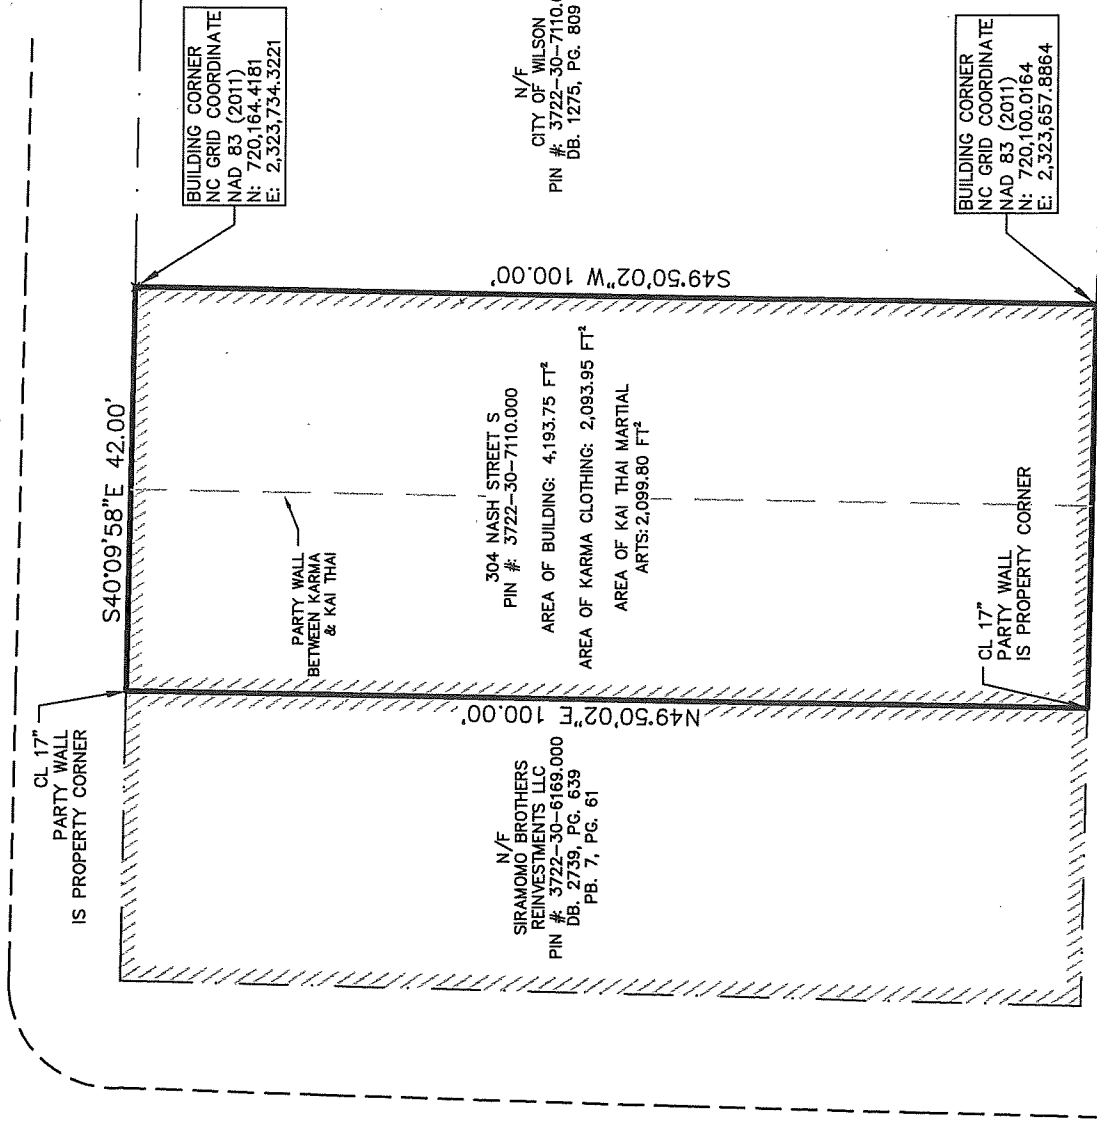 BUILDING CORNER
NC GRID COORDINATE
NAD 83 (2011)
N: 720,164.4181
E: 2,323,734.3221
N/F
CITY OF WILSON
PIN #: 3722-30-7110.
DB. 1275, PG. 809
BUILDING CORNER
NC GRID COORDINATE
NAD 83 (2011)
N: 720,100.0164
E: 2,323,657.8864
S49°50'02"W 100.00'
S40°09'58"E 42.00'
PARTY WALL
BETWEEN KARMA
& KAI THAI
304 NASH STREET S
PIN #: 3722-30-7110.000
AREA OF BUILDING: 4,193.75 FT²
AREA OF KARMA CLOTHING: 2,093.95 FT²
AREA OF KAI THAI MARTIAL
ARTS: 2,099.80 FT²
CL 17"
PARTY WALL
IS PROPERTY CORNER
CL 17"
PARTY WALL
IS PROPERTY CORNER
N49°50'02"E 100.00'
N/F
SIRAMOMO BROTHERS
REINVESTMENTS LLC
PIN #: 3722-30-6169.000
DB. 2739, PG. 639
PB. 7, PG. 61